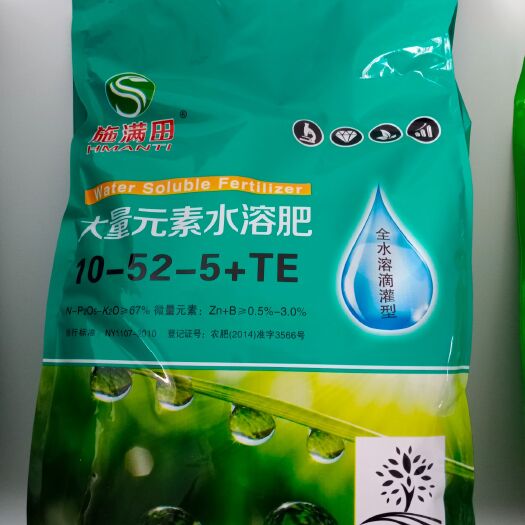 施满田®
HMANTI
Water Soluble Fertilizer
大量元素水溶肥
10-52-5+TE
N-P₂O₅-K₂O≥67% 微量元素：Zn+B≥0.5%-3.0%
执行标准 NY1107-2010 登记证号：农肥(2014)准字3566号
全水溶滴灌型